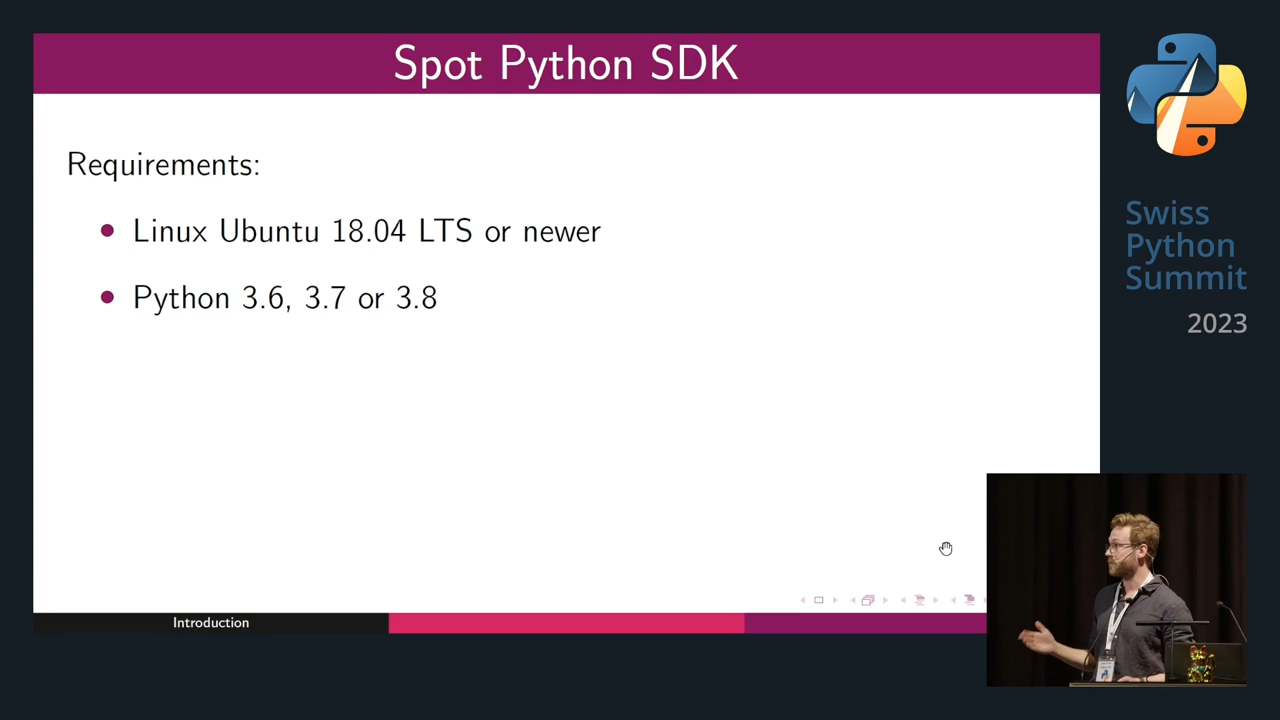 Spot Python SDK
Requirements:
Linux Ubuntu 18.04 LTS or newer
Python 3.6, 3.7 or 3.8
Introduction
Swiss
Python
Summit
2023